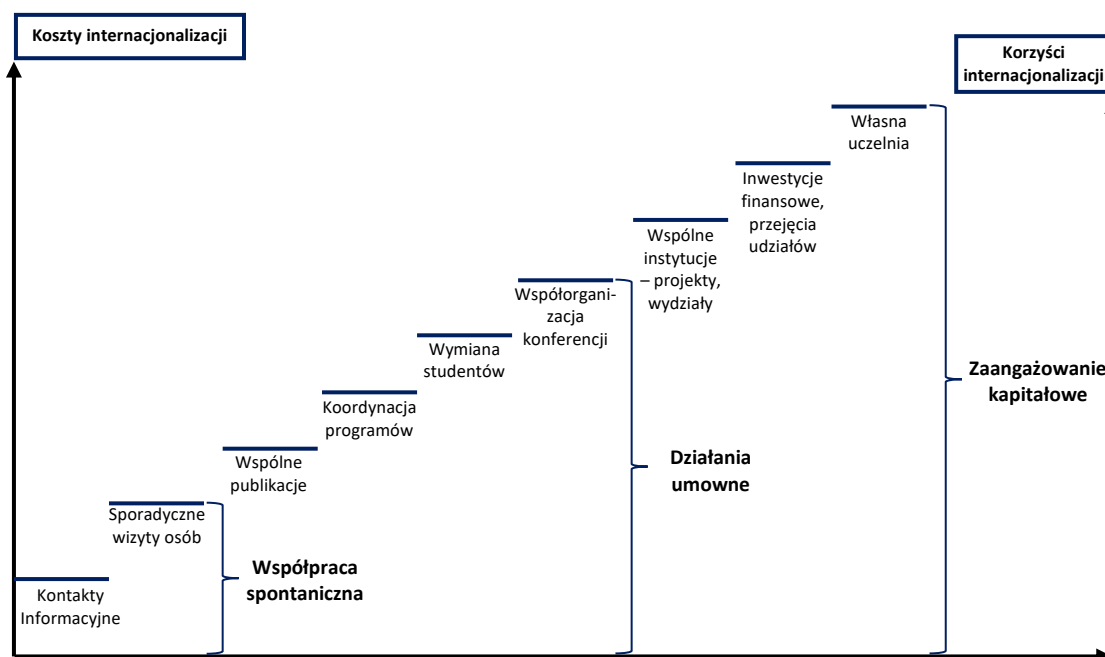 Koszty internacjonalizacji
Korzyści
internacjonalizacji
Własna
uczelnia
Inwestycje
finansowe,
przejęcia
udziałów
Wspólne
instytucje
– projekty,
wydziały
Współorgani-
zacja
konferencji
Wymiana
studentów
Zaangażowanie
kapitałowe
Koordynacja
programów
Wspólne
publikacje
Działania
umowne
Sporadyczne
wizyty osób
Współpraca
spontaniczna
Kontakty
Informacyjne